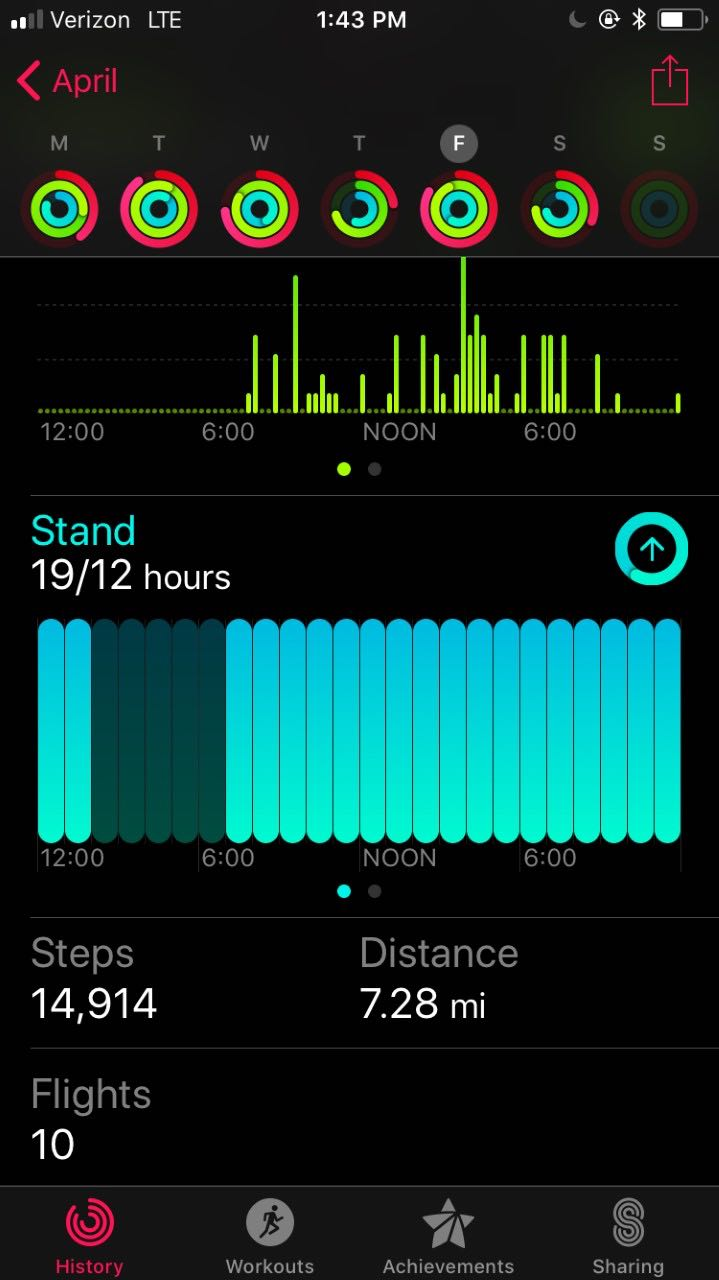 Verizon LTE 1:43 PM
April
M T W T F S S
12:00 6:00 NOON 6:00
Stand
19/12 hours
12:00 6:00 NOON 6:00
Steps Distance
14,914 7.28 mi
Flights
10
History Workouts Achievements Sharing